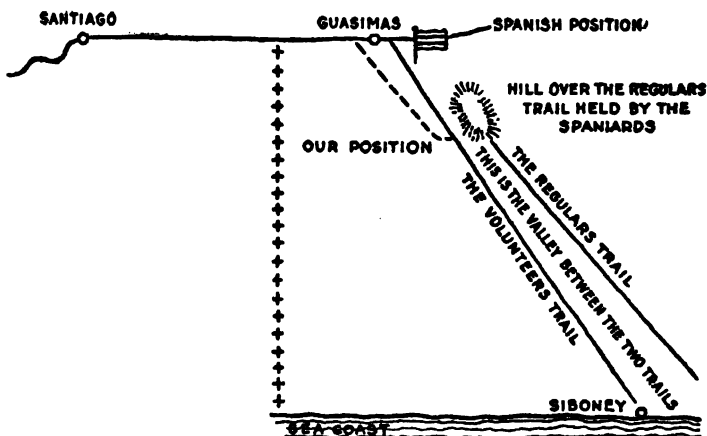 SANTIAGO
GUASIMAS
SPANISH POSITION
HILL OVER THE REGULARS
TRAIL HELD BY THE
SPANIARDS
OUR POSITION
THE REGULARS TRAIL
THIS IS THE VALLEY BETWEEN THE TWO TRAILS
THE VOLUNTEERS TRAIL
SIBONEY
SEA COAST